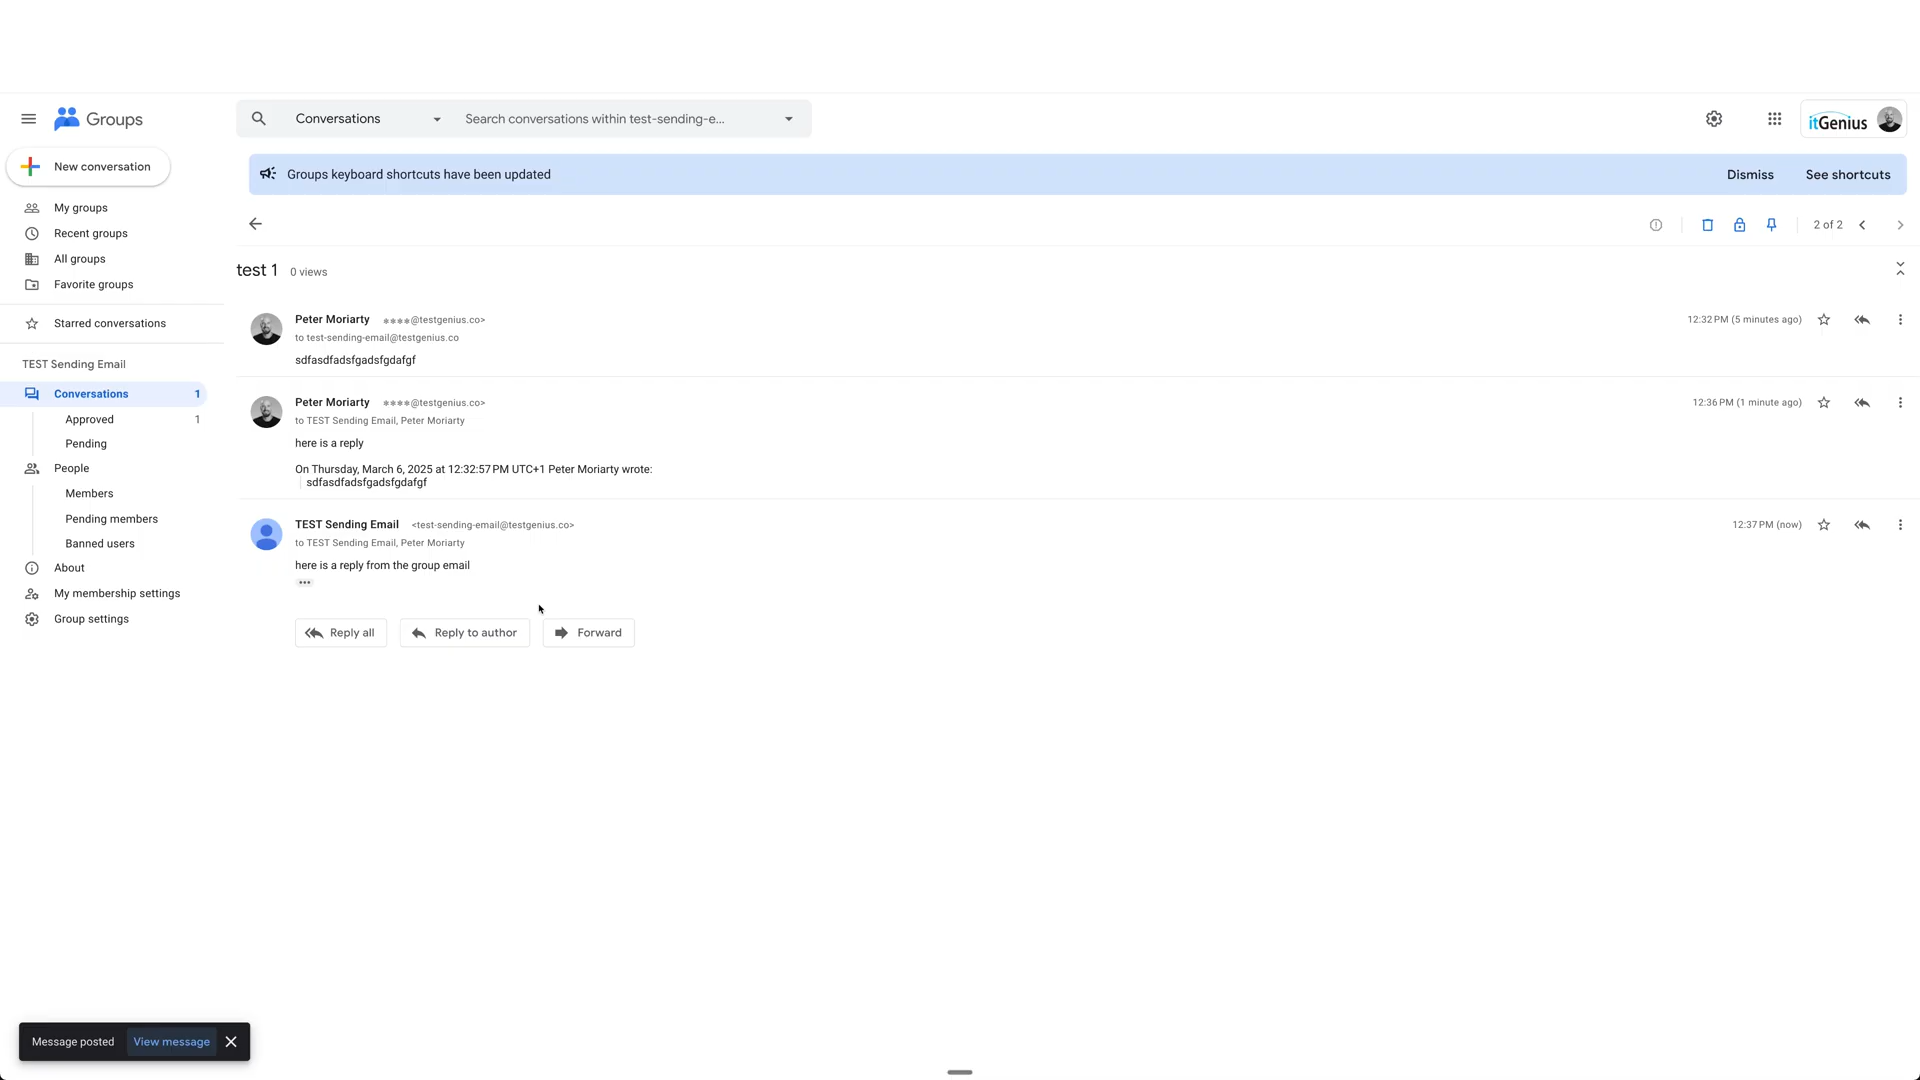 Groups
Conversations
Search conversations within test-sending-e...
itGenius
New conversation
Groups keyboard shortcuts have been updated
Dismiss
See shortcuts
My groups
Recent groups
All groups
Favorite groups
Starred conversations
TEST Sending Email
Conversations 1
Approved 1
Pending
People
Members
Pending members
Banned users
About
My membership settings
Group settings
2 of 2
test 1 0 views
Peter Moriarty ****@testgenius.co> 12:32 PM (5 minutes ago)
to test-sending-email@testgenius.co
sdfasdfadsfgadsfgdafgf
Peter Moriarty ****@testgenius.co> 12:36 PM (1 minute ago)
to TEST Sending Email, Peter Moriarty
here is a reply
On Thursday, March 6, 2025 at 12:32:57 PM UTC+1 Peter Moriarty wrote:
sdfasdfadsfgadsfgdafgf
TEST Sending Email <test-sending-email@testgenius.co> 12:37 PM (now)
to TEST Sending Email, Peter Moriarty
here is a reply from the group email
Reply all
Reply to author
Forward
Message posted View message